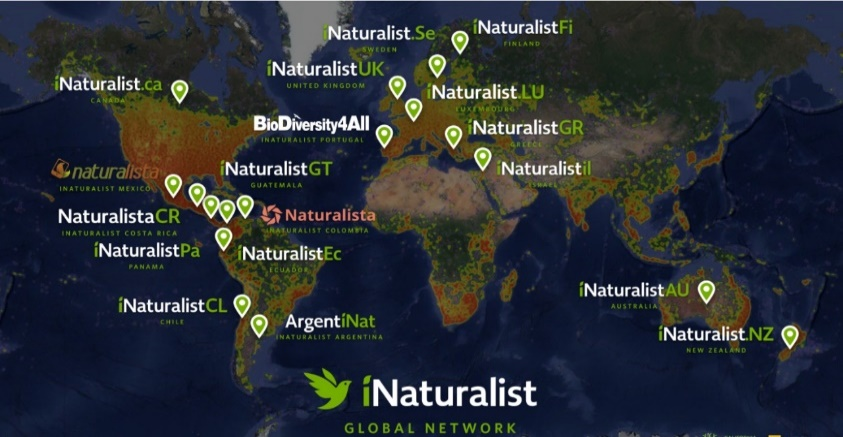 iNaturalist.Se
SWEDEN
iNaturalistFi
FINLAND
iNaturalistUK
UNITED KINGDOM
iNaturalist.ca
CANADA
iNaturalist.LU
LUXEMBOURG
BioDiversity4All
INATURALIST PORTUGAL
iNaturalistGR
GREECE
naturalista
INATURALIST MEXICO
iNaturalistGT
GUATEMALA
iNaturalistil
ISRAEL
NaturalistaCR
INATURALIST COSTA RICA
Naturalista
INATURALIST COLOMBIA
iNaturalistPa
PANAMA
iNaturalistEc
ECUADOR
iNaturalistAU
AUSTRALIA
iNaturalistCL
CHILE
ArgentiNat
INATURALIST ARGENTINA
iNaturalist.NZ
NEW ZEALAND
iNaturalist
GLOBAL NETWORK